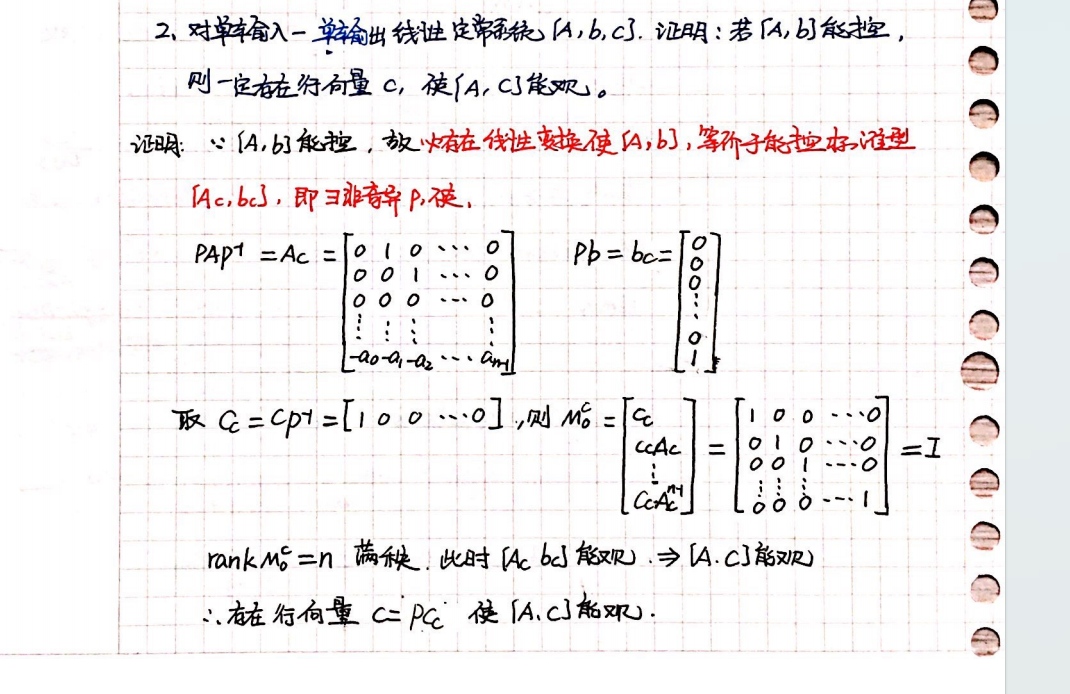 2、对单输入-单输出线性定常系统{A,b,c}. 证明:若{A,b}能控,
则一定存在行向量 c, 使{A,C}能观。
证明: ∵ {A,b}能控, 故必存在线性变换使{A,b},等价于能控标准型
{Ac,bc}, 即∃非奇异P,使,
PAP⁻¹ = Ac = [0 1 0 ⋯ 0; 0 0 1 ⋯ 0; 0 0 0 ⋯ 0; ⋮ ⋮ ⋮ ⋮; -a₀ -a₁ -a₂ ⋯ aₙ₋₁] Pb = bc = [0; 0; 0; ⋮; 0; 1]
取 Cc = CP⁻¹ = [1 0 0 ⋯ 0], 则 M₀ᶜ = [Cc; CcAc; ⋮; CcAcⁿ⁻¹] = [1 0 0 ⋯ 0; 0 1 0 ⋯ 0; 0 0 1 ⋯ 0; ⋮ ⋮ ⋮; 0 0 0 ⋯ 1] = I
rank M₀ᶜ = n 满秩. 此时{Ac bc}能观. ⇒ {A.C}能观
∴存在行向量 C = PCc 使{A.C}能观.